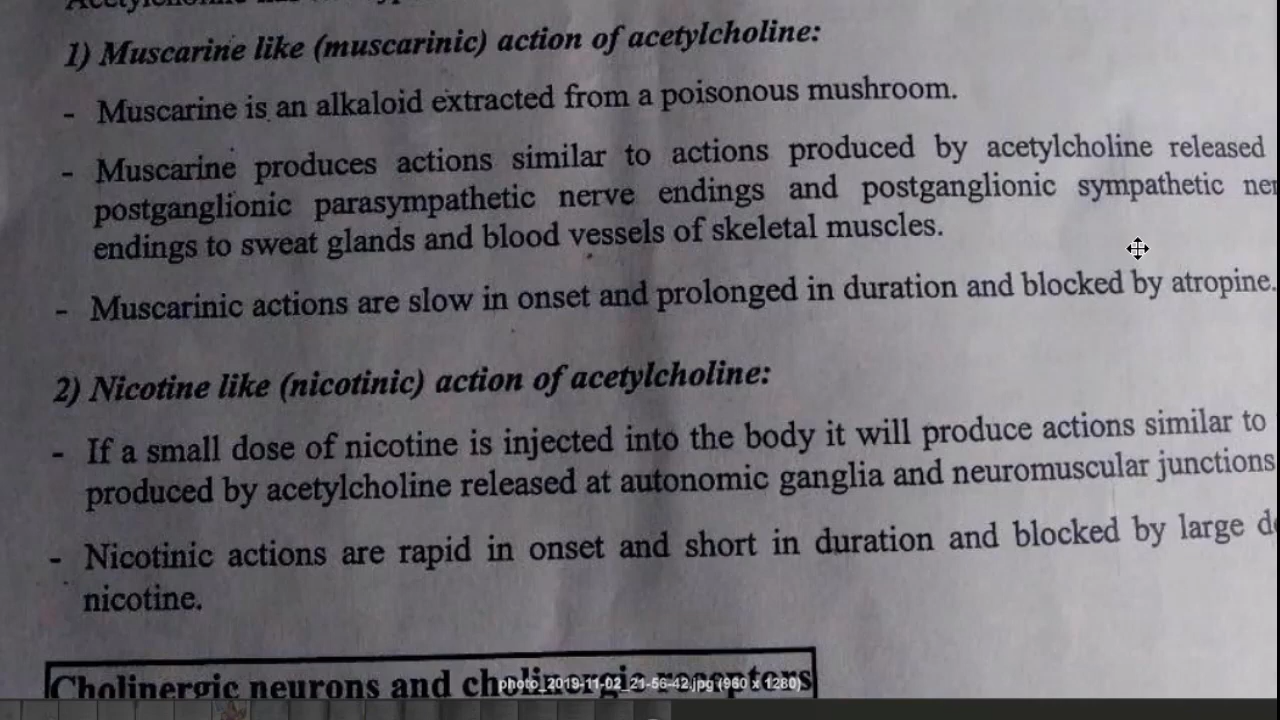 1) Muscarine like (muscarinic) action of acetylcholine:
- Muscarine is an alkaloid extracted from a poisonous mushroom.
- Muscarine produces actions similar to actions produced by acetylcholine released
postganglionic parasympathetic nerve endings and postganglionic sympathetic ner
endings to sweat glands and blood vessels of skeletal muscles.
- Muscarinic actions are slow in onset and prolonged in duration and blocked by atropine.
2) Nicotine like (nicotinic) action of acetylcholine:
- If a small dose of nicotine is injected into the body it will produce actions similar to
produced by acetylcholine released at autonomic ganglia and neuromuscular junctions
- Nicotinic actions are rapid in onset and short in duration and blocked by large d
nicotine.
Cholinergic neurons and cholinergic receptors
photo_2019-11-02_21-56-42.jpg (960 x 1280)